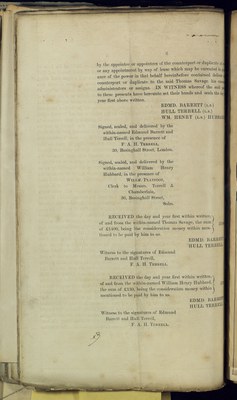 by the appointee or appointees of the counterpart or duplicate
or any appointment by way of lease which may be executed in
ance of the power in that behalf hereinbefore contained deliver
counterpart or duplicate to the said Thomas Savage his
administrators or assigns IN WITNESS whereof the said
to these presents have hereunto set their hands and seals the
year first above written.
EDMD. BARRETT (L.S.)
HULL TERRELL (L.S.)
WM. HENRY (L.S.)
Signed, sealed, and delivered by the
within-named Edmund Barrett and
Hull Terrell, in the presence of
F A. H. TERRELL,
30, Basinghall Street, London.
Signed, sealed, and delivered by the
within-named William Henry
Hubbard, in the presence of
Clerk to Messrs. Terrell &
Chamberlain,
30, Basinghall Street,
RECEIVED the day and year first within written
of and from the within-named Thomas Savage, the sum
being the consideration money within men-
tioned to be paid by him to us.
EDMD. BARRETT
HULL TERRELL
Witness to the signatures of Edmund
Barrett and Hull Terrell,
F. A. H. TERRELL.
RECEIVED the day and year first within written
of and from the within-named William Henry Hubbard,
the sum of being the consideration money within
mentioned to be paid by him to us.
EDMD. BARRETT
HULL TERRELL
Witness to the signatures of Edmund
Barrett and Hull Terrell,
F. A. H. TERRELL.